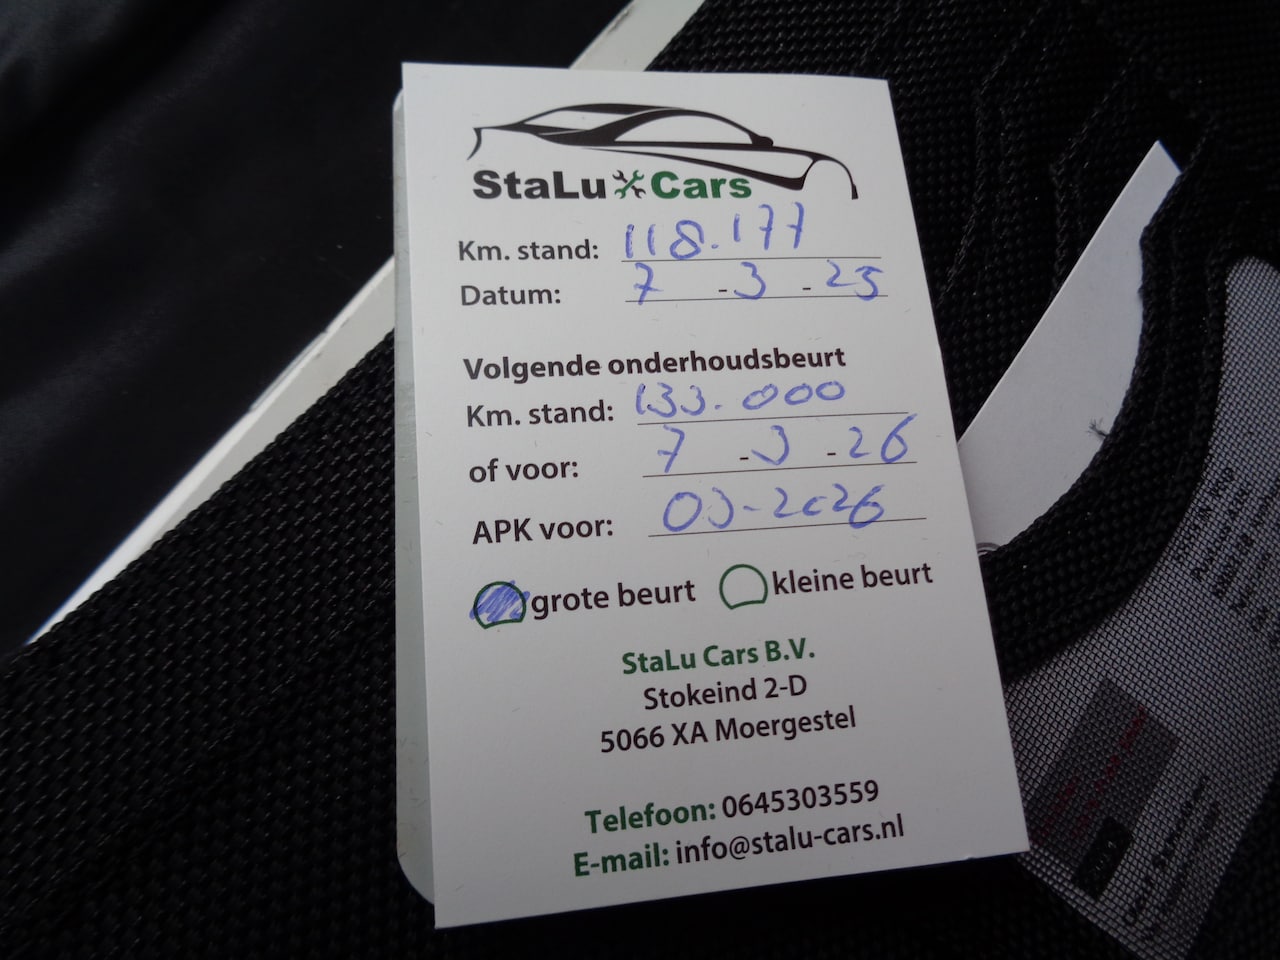 StaLu Cars
Km. stand: 118.177
Datum: 7 - 3 - 25
Volgende onderhoudsbeurt
Km. stand: 133.000
of voor: 7 - 3 - 26
APK voor: 03-2026
grote beurt kleine beurt
StaLu Cars B.V.
Stokeind 2-D
5066 XA Moergestel
Telefoon: 0645303559
E-mail: info@stalu-cars.nl